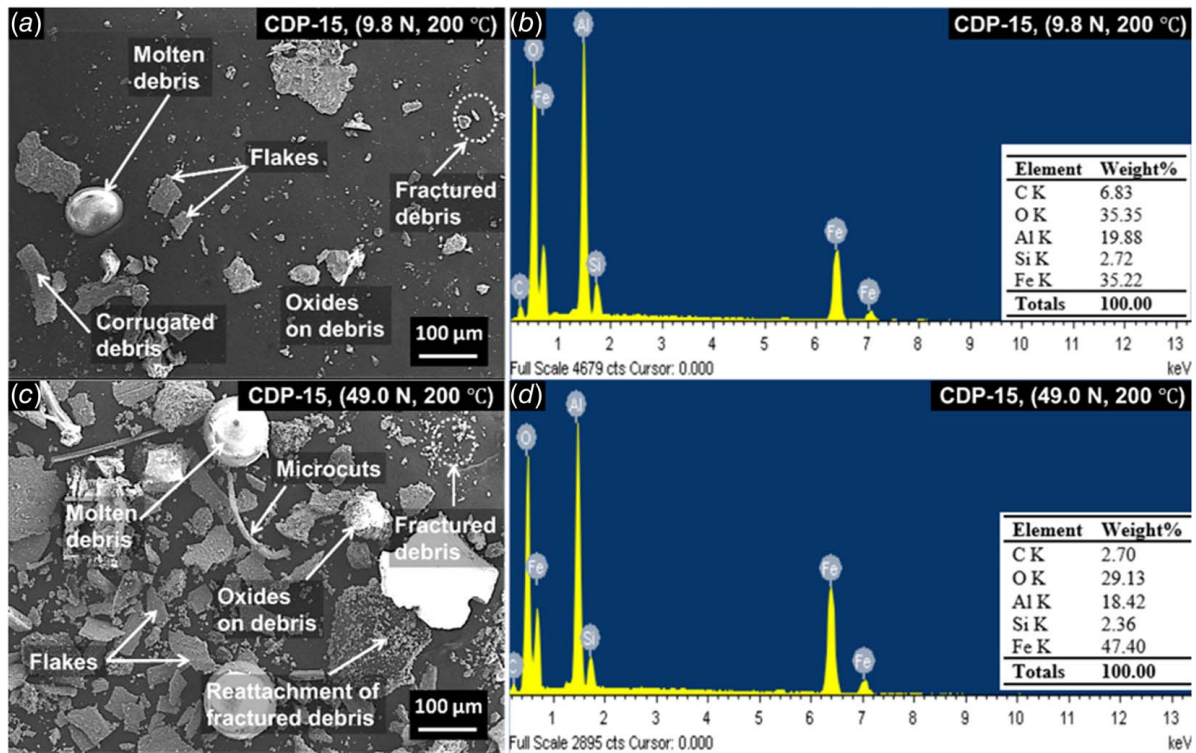 (a)
CDP-15, (9.8 N, 200 ℃)
Molten
debris
Flakes
Fractured
debris
Oxides
on debris
Corrugated
debris
100 µm
(b)
CDP-15, (9.8 N, 200 ℃)
O
Fe
Al
Si
C
Fe
Fe
Element Weight%
C K 6.83
O K 35.35
Al K 19.88
Si K 2.72
Fe K 35.22
Totals 100.00
1 2 3 4 5 6 7 8 9 10 11 12 13
Full Scale 4679 cts Cursor: 0.000
keV
(c)
CDP-15, (49.0 N, 200 ℃)
Microcuts
Molten
debris
Fractured
debris
Oxides
on debris
Flakes
Reattachment of
fractured debris
100 µm
(d)
CDP-15, (49.0 N, 200 ℃)
Al
O
Fe
Si
C
Fe
Fe
Element Weight%
C K 2.70
O K 29.13
Al K 18.42
Si K 2.36
Fe K 47.40
Totals 100.00
1 2 3 4 5 6 7 8 9 10 11 12 13
Full Scale 2895 cts Cursor: 0.000
keV